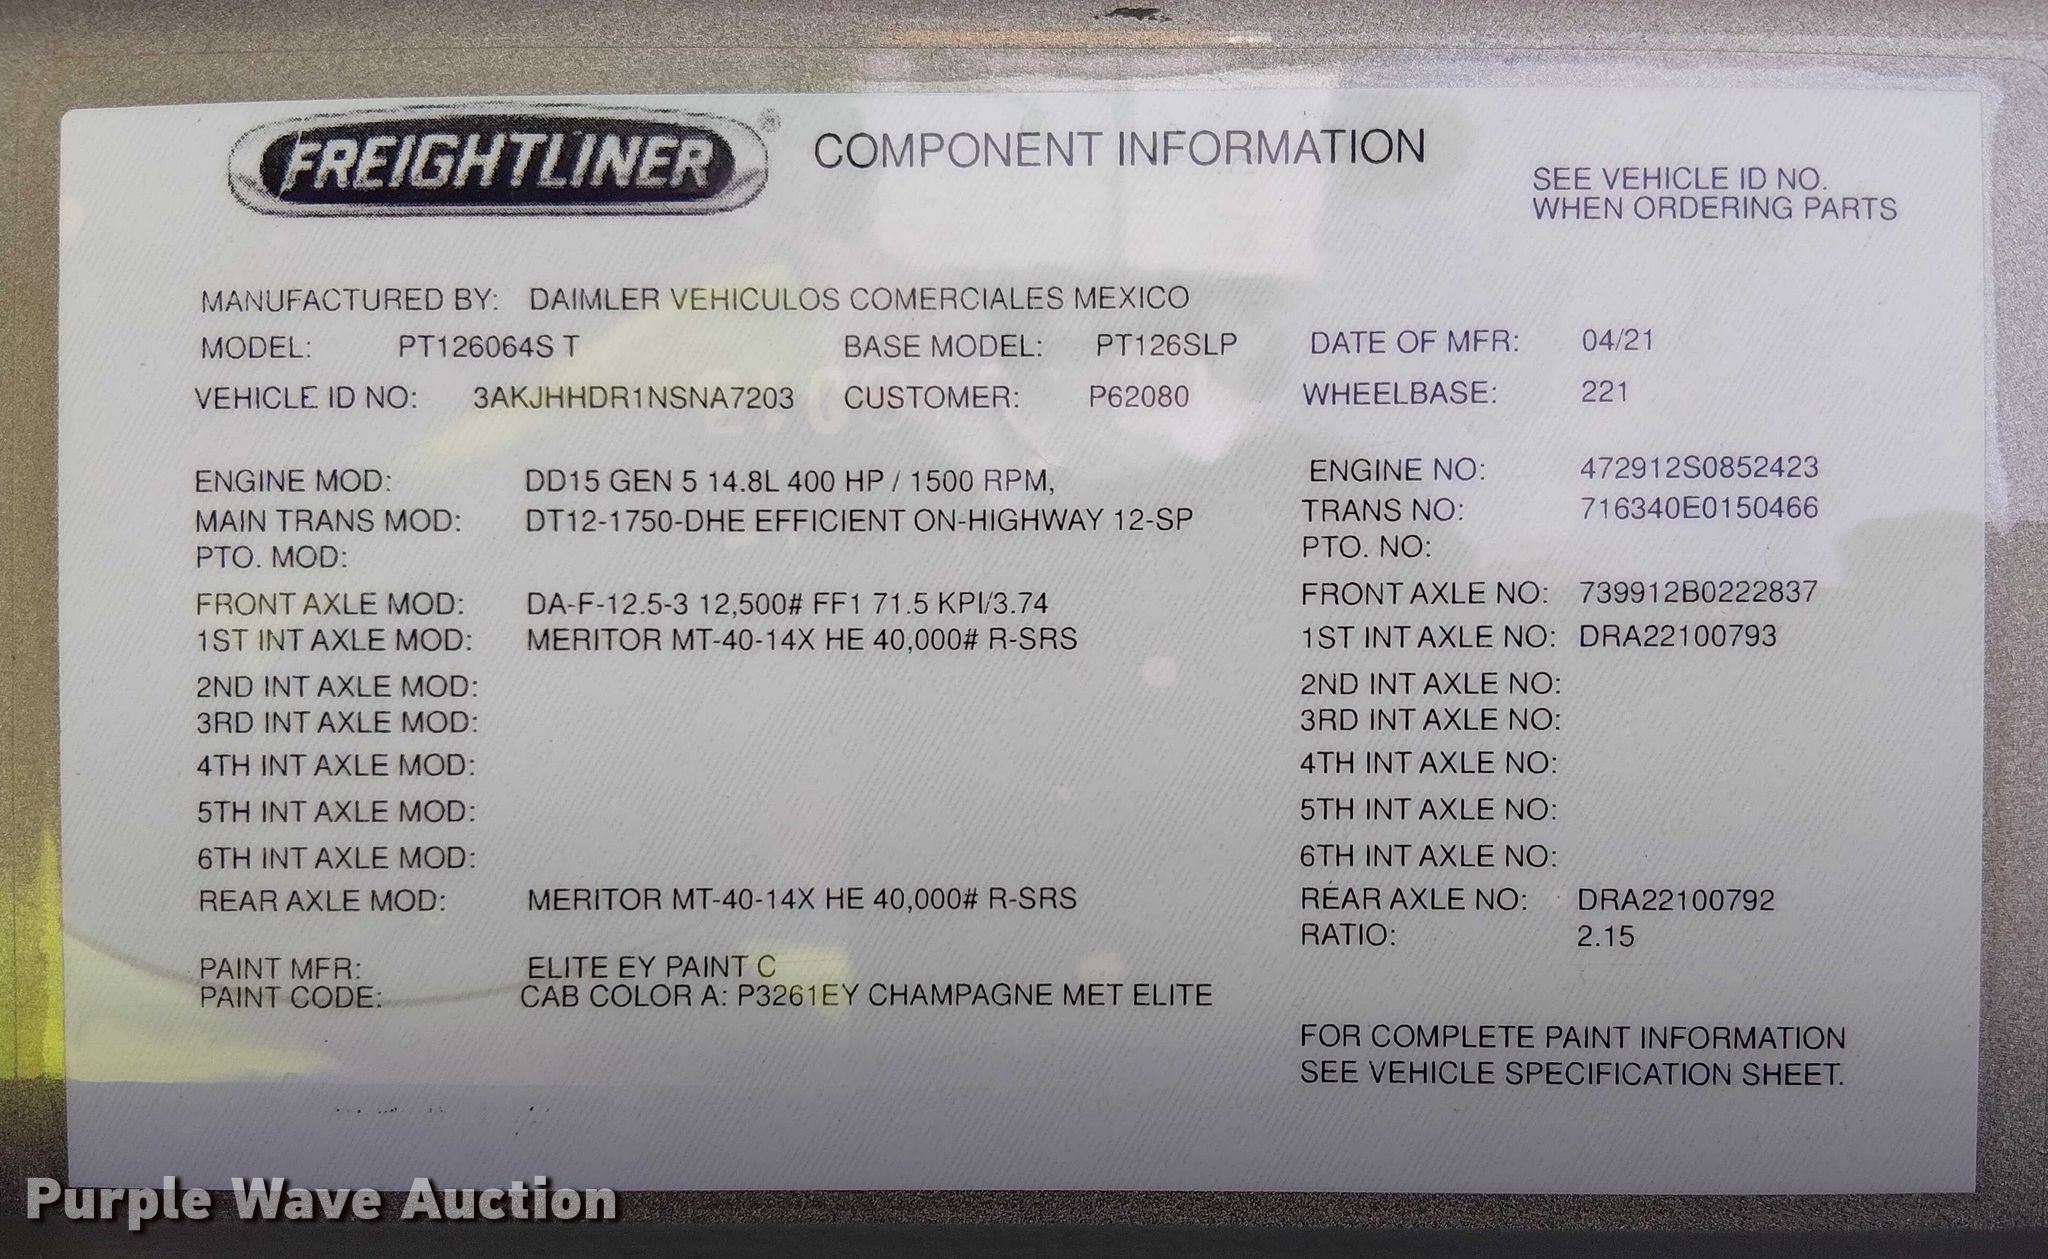 FREIGHTLINER® COMPONENT INFORMATION
SEE VEHICLE ID NO.
WHEN ORDERING PARTS
MANUFACTURED BY: DAIMLER VEHICULOS COMERCIALES MEXICO
MODEL: PT126064S T BASE MODEL: PT126SLP DATE OF MFR: 04/21
VEHICLE ID NO: 3AKJHHDR1NSNA7203 CUSTOMER: P62080 WHEELBASE: 221
ENGINE MOD: DD15 GEN 5 14.8L 400 HP / 1500 RPM, ENGINE NO: 472912S0852423
MAIN TRANS MOD: DT12-1750-DHE EFFICIENT ON-HIGHWAY 12-SP TRANS NO: 716340E0150466
PTO. MOD: PTO. NO:
FRONT AXLE MOD: DA-F-12.5-3 12,500# FF1 71.5 KPI/3.74 FRONT AXLE NO: 739912B0222837
1ST INT AXLE MOD: MERITOR MT-40-14X HE 40,000# R-SRS 1ST INT AXLE NO: DRA22100793
2ND INT AXLE MOD: 2ND INT AXLE NO:
3RD INT AXLE MOD: 3RD INT AXLE NO:
4TH INT AXLE MOD: 4TH INT AXLE NO:
5TH INT AXLE MOD: 5TH INT AXLE NO:
6TH INT AXLE MOD: 6TH INT AXLE NO:
REAR AXLE MOD: MERITOR MT-40-14X HE 40,000# R-SRS REAR AXLE NO: DRA22100792
RATIO: 2.15
PAINT MFR: ELITE EY PAINT C
PAINT CODE: CAB COLOR A: P3261EY CHAMPAGNE MET ELITE
FOR COMPLETE PAINT INFORMATION
SEE VEHICLE SPECIFICATION SHEET.
Purple Wave Auction